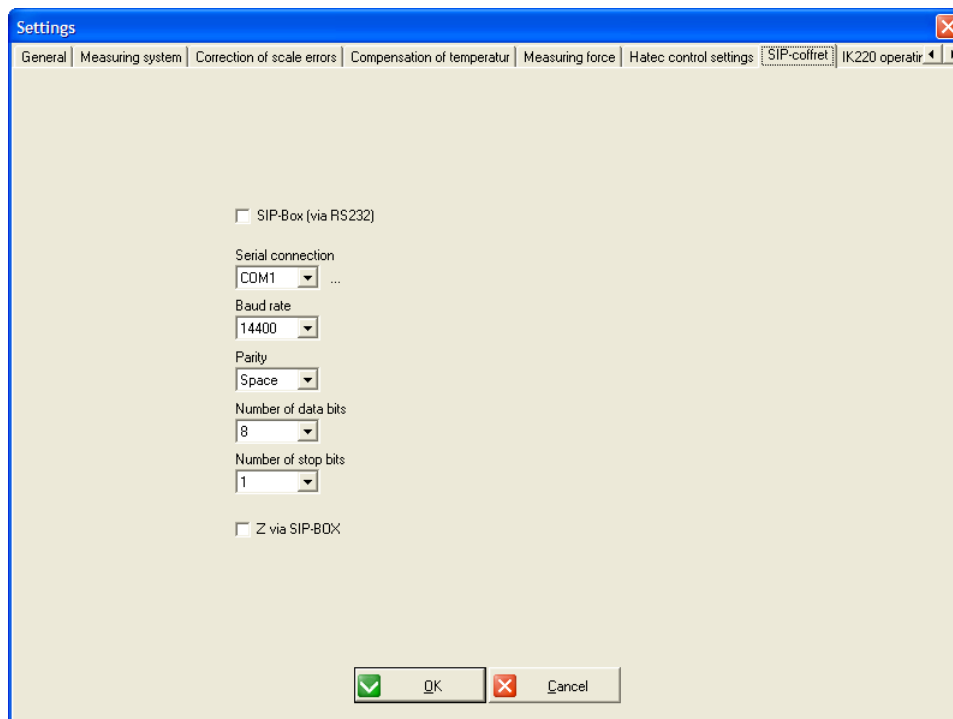 Settings
General Measuring system Correction of scale errors Compensation of temperatur Measuring force Hatec control settings SIP-coffret IK220 operatin
SIP-Box (via RS232)
Serial connection
COM1 ...
Baud rate
14400
Parity
Space
Number of data bits
8
Number of stop bits
1
Z via SIP-BOX
OK Cancel